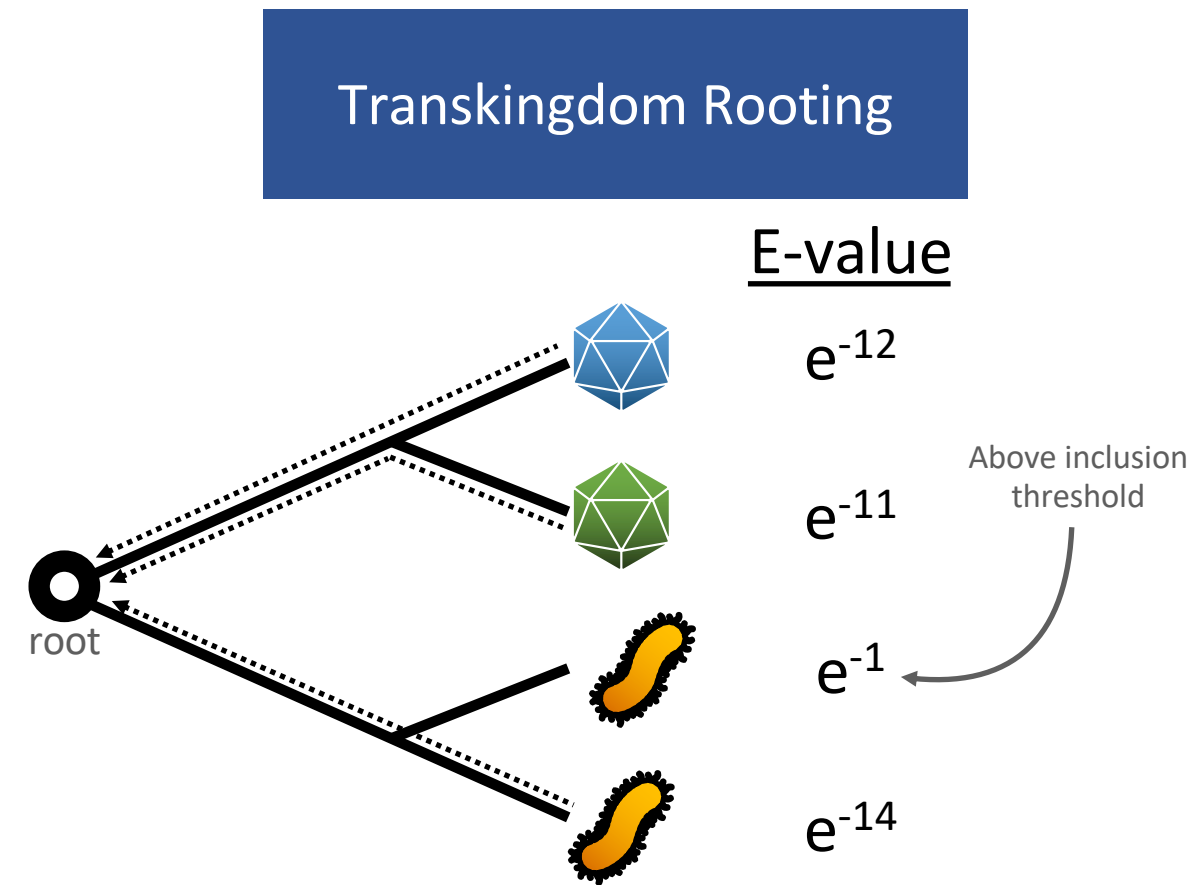 Transkingdom Rooting
E-value
e-12
e-11
Above inclusion
threshold
root
e-1
e-14